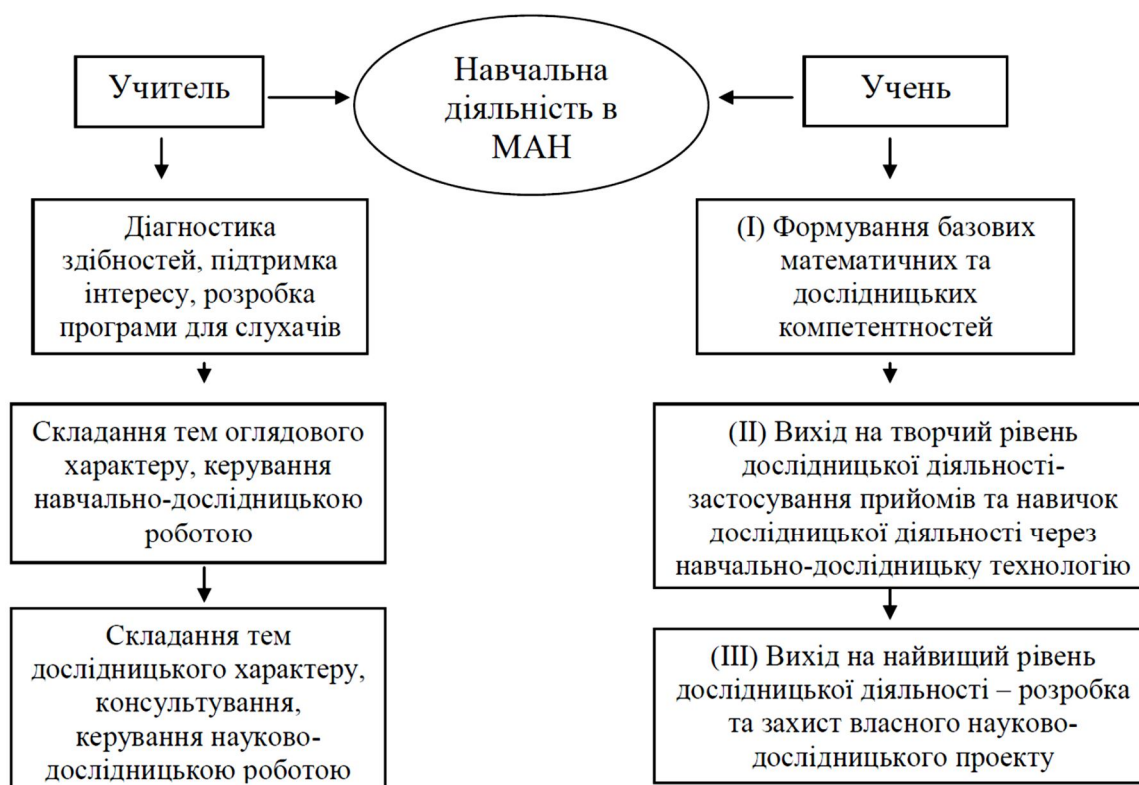 Учитель
Навчальна
діяльність в
МАН
Учень
Діагностика
здібностей, підтримка
інтересу, розробка
програми для слухачів
(І) Формування базових
математичних та
дослідницьких
компетентностей
Складання тем оглядового
характеру, керування
навчально-дослідницькою
роботою
(ІІ) Вихід на творчий рівень
дослідницької діяльності-
застосування прийомів та навичок
дослідницької діяльності через
навчально-дослідницьку технологію
Складання тем
дослідницького характеру,
консультування,
керування науково-
дослідницькою роботою
(ІІІ) Вихід на найвищий рівень
дослідницької діяльності – розробка
та захист власного науково-
дослідницького проекту